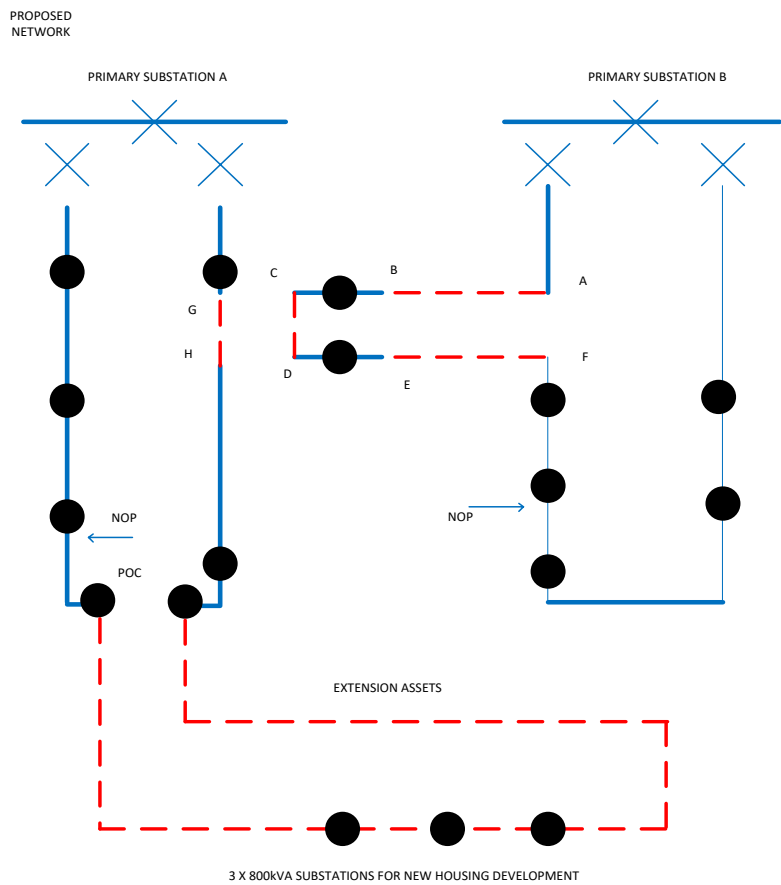 PROPOSED
NETWORK
PRIMARY SUBSTATION A
PRIMARY SUBSTATION B
C
B
A
G
H
D
E
F
NOP
NOP
POC
EXTENSION ASSETS
3 X 800kVA SUBSTATIONS FOR NEW HOUSING DEVELOPMENT